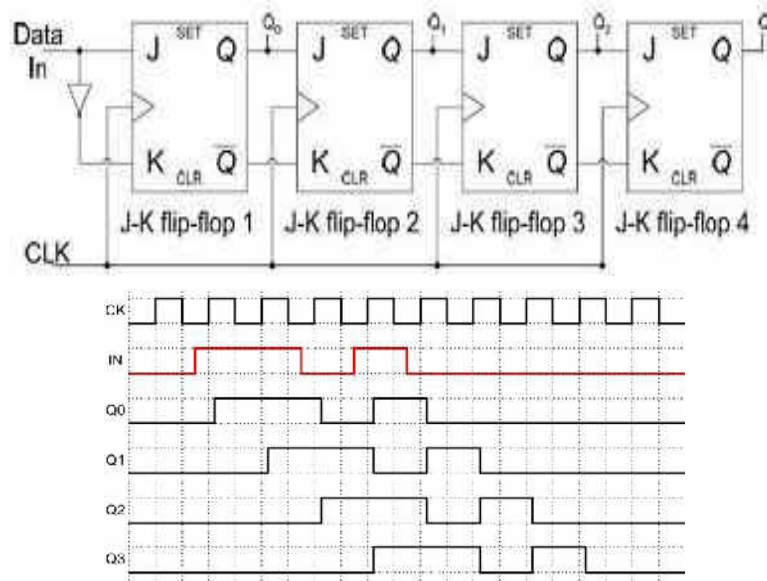 Data In
J SET Q
K CLR Q̅
Q₀
J SET Q
K CLR Q̅
Q₁
J SET Q
K CLR Q̅
Q₂
J SET Q
K CLR Q̅
J-K flip-flop 1 J-K flip-flop 2 J-K flip-flop 3 J-K flip-flop 4
CLK
CK
IN
Q0
Q1
Q2
Q3